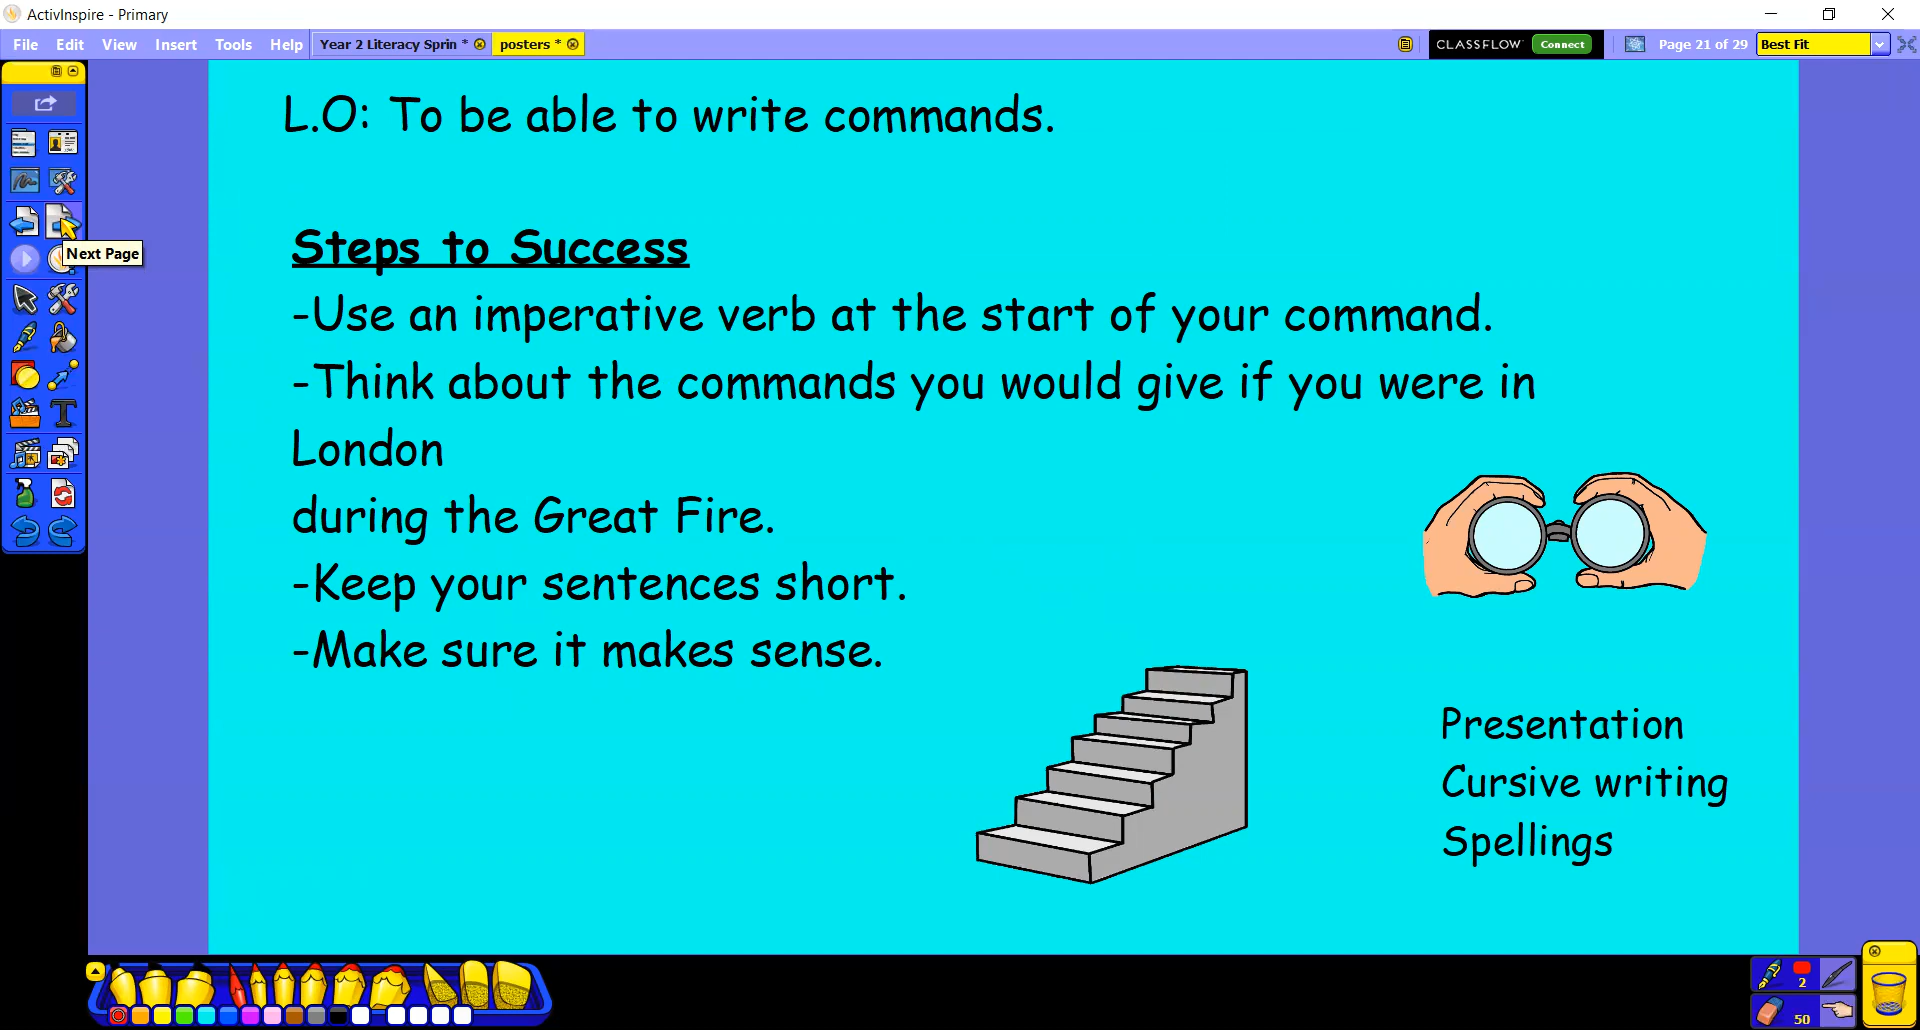 ActivInspire - Primary
File Edit View Insert Tools Help Year 2 Literacy Sprin * posters * CLASSFLOW Connect Page 21 of 29 Best Fit
L.O: To be able to write commands.
Steps to Success
Next Page
-Use an imperative verb at the start of your command.
-Think about the commands you would give if you were in
London
during the Great Fire.
-Keep your sentences short.
-Make sure it makes sense.
Presentation
Cursive writing
Spellings
2
50